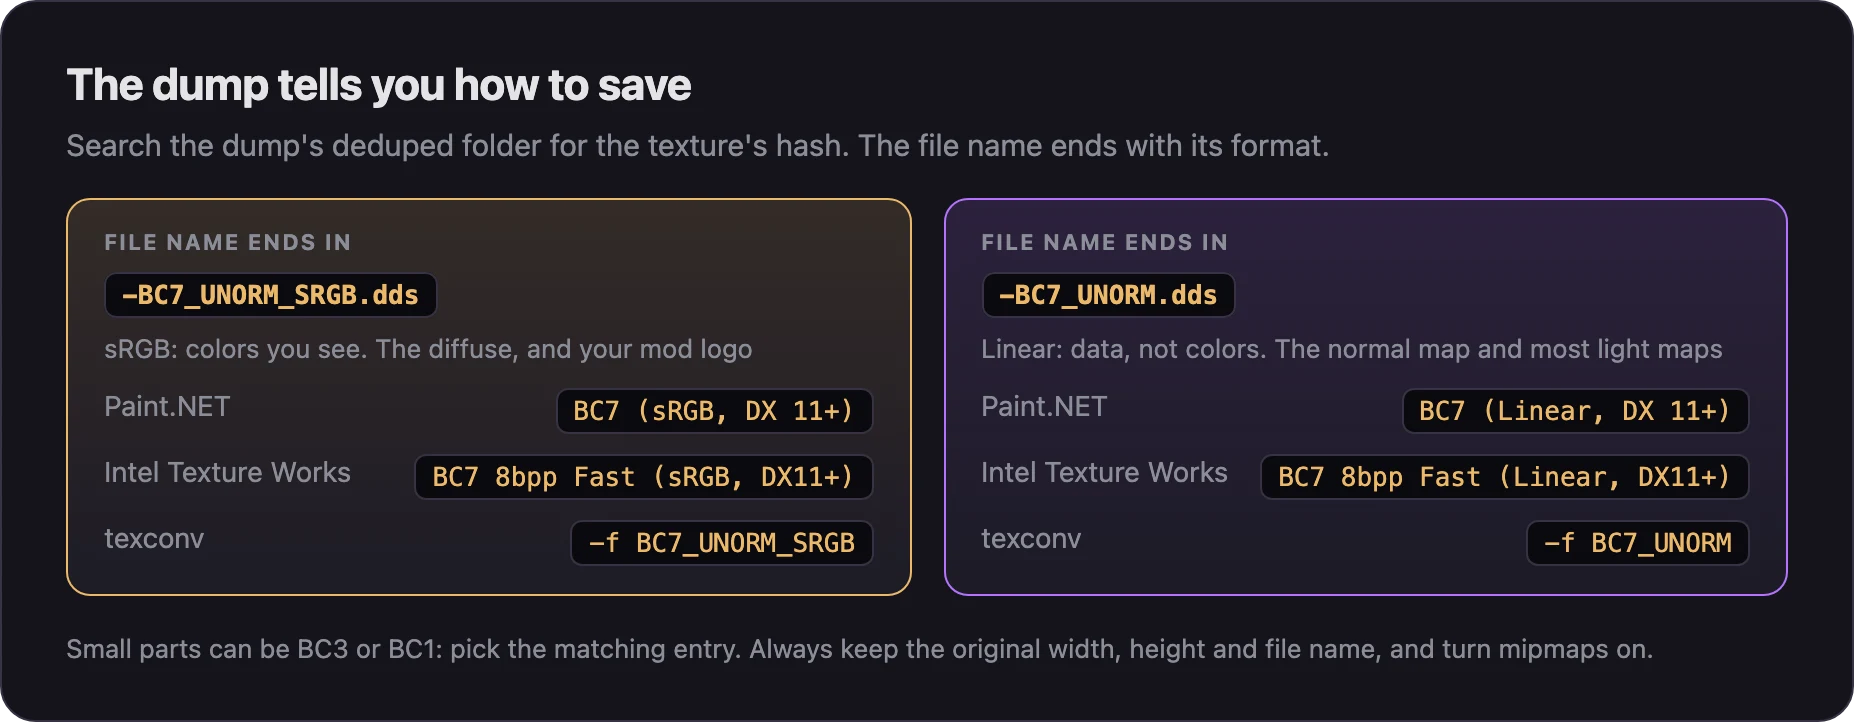 The dump tells you how to save
Search the dump's deduped folder for the texture's hash. The file name ends with its format.
FILE NAME ENDS IN
-BC7_UNORM_SRGB.dds
sRGB: colors you see. The diffuse, and your mod logo
Paint.NET
BC7 (sRGB, DX 11+)
Intel Texture Works
BC7 8bpp Fast (sRGB, DX11+)
texconv
-f BC7_UNORM_SRGB
FILE NAME ENDS IN
-BC7_UNORM.dds
Linear: data, not colors. The normal map and most light maps
Paint.NET
BC7 (Linear, DX 11+)
Intel Texture Works
BC7 8bpp Fast (Linear, DX11+)
texconv
-f BC7_UNORM
Small parts can be BC3 or BC1: pick the matching entry. Always keep the original width, height and file name, and turn mipmaps on.